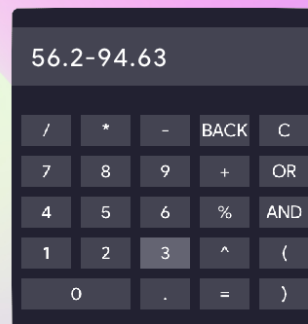 56.2-94.63
/ * - BACK C
7 8 9 + OR
4 5 6 % AND
1 2 3 ^ (
0 . = )